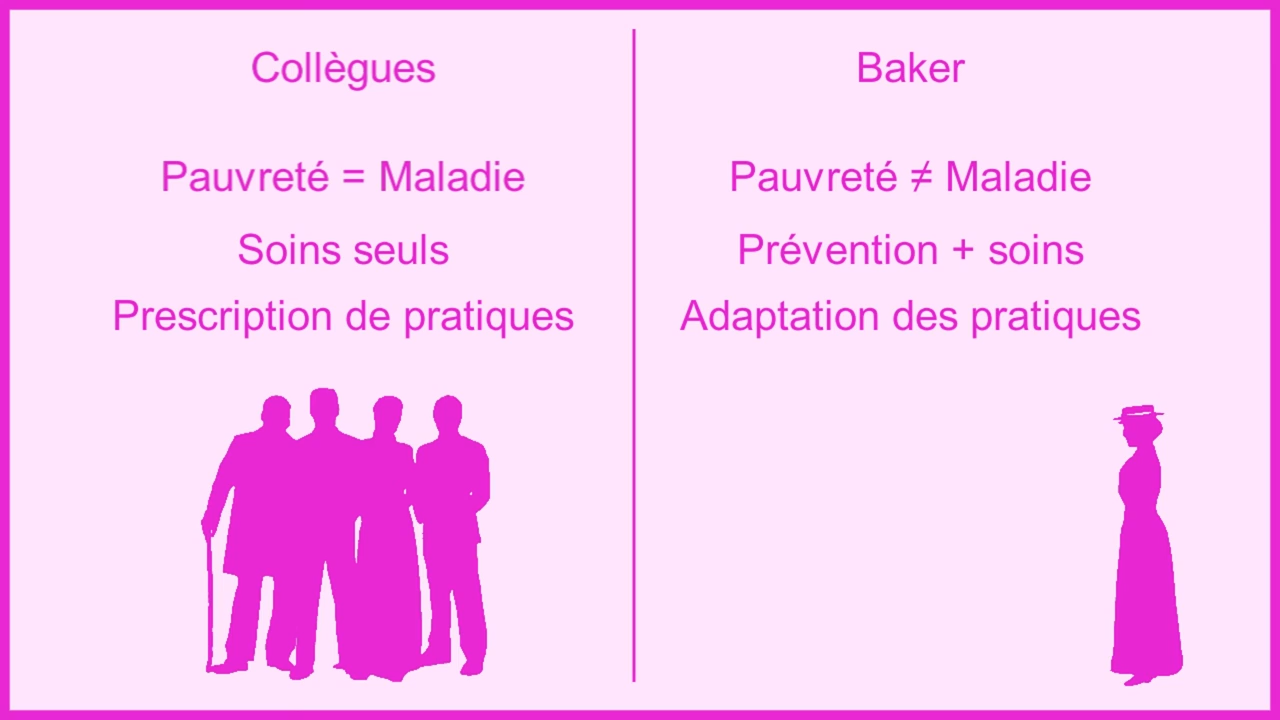 Collègues
Pauvreté = Maladie
Soins seuls
Prescription de pratiques
Baker
Pauvreté ≠ Maladie
Prévention + soins
Adaptation des pratiques